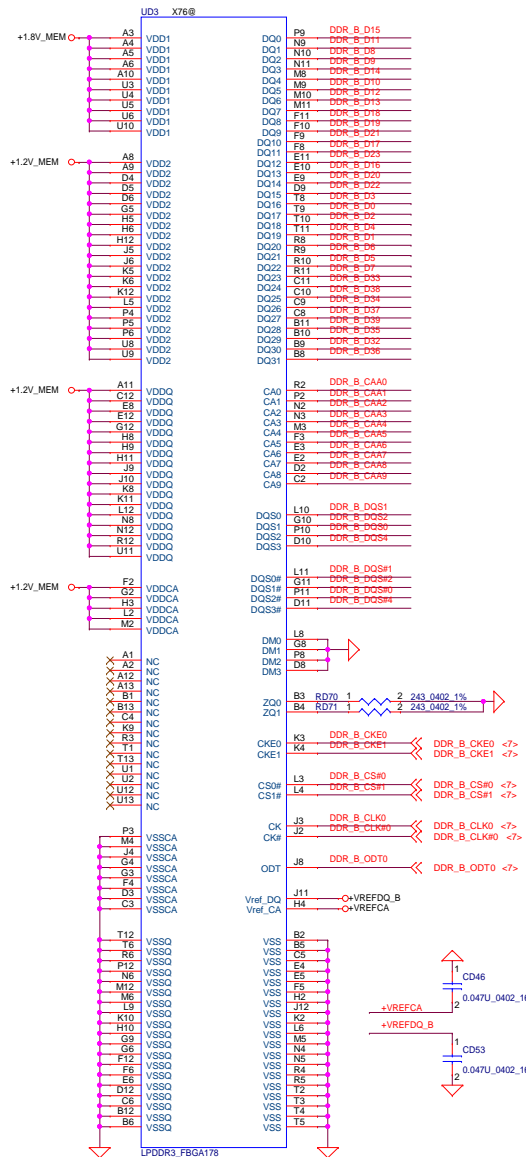 UD3 X76@
+1.8V_MEM
A3 VDD1
A4 VDD1
A5 VDD1
A6 VDD1
A10 VDD1
U3 VDD1
U4 VDD1
U5 VDD1
U6 VDD1
U10 VDD1
+1.2V_MEM
A8 VDD2
A9 VDD2
D4 VDD2
D5 VDD2
D6 VDD2
G5 VDD2
H5 VDD2
H6 VDD2
H12 VDD2
J5 VDD2
J6 VDD2
K5 VDD2
K6 VDD2
K12 VDD2
L5 VDD2
P4 VDD2
P5 VDD2
P6 VDD2
U8 VDD2
U9 VDD2
+1.2V_MEM
A11 VDDQ
C12 VDDQ
E8 VDDQ
E12 VDDQ
G12 VDDQ
H8 VDDQ
H9 VDDQ
H11 VDDQ
J9 VDDQ
J10 VDDQ
K8 VDDQ
K11 VDDQ
L12 VDDQ
N8 VDDQ
N12 VDDQ
R12 VDDQ
U11 VDDQ
+1.2V_MEM
F2 VDDCA
G2 VDDCA
H3 VDDCA
L2 VDDCA
M2 VDDCA
A1 NC
A2 NC
A12 NC
A13 NC
B1 NC
B13 NC
C4 NC
K9 NC
R3 NC
T1 NC
T13 NC
U1 NC
U2 NC
U12 NC
U13 NC
P3 VSSCA
M4 VSSCA
J4 VSSCA
G4 VSSCA
G3 VSSCA
F4 VSSCA
D3 VSSCA
C3 VSSCA
T12 VSSQ
T6 VSSQ
R6 VSSQ
P12 VSSQ
N6 VSSQ
M12 VSSQ
M6 VSSQ
L9 VSSQ
K10 VSSQ
H10 VSSQ
G9 VSSQ
G6 VSSQ
F12 VSSQ
F6 VSSQ
E6 VSSQ
D12 VSSQ
C6 VSSQ
B12 VSSQ
B6 VSSQ
DQ0 P9 DDR_B_D15
DQ1 N9 DDR_B_D11
DQ2 N10 DDR_B_D8
DQ3 N11 DDR_B_D9
DQ4 M8 DDR_B_D14
DQ5 M9 DDR_B_D10
DQ6 M10 DDR_B_D12
DQ7 M11 DDR_B_D13
DQ8 F11 DDR_B_D18
DQ9 F10 DDR_B_D19
DQ10 F9 DDR_B_D21
DQ11 F8 DDR_B_D17
DQ12 E11 DDR_B_D23
DQ13 E10 DDR_B_D16
DQ14 E9 DDR_B_D20
DQ15 D9 DDR_B_D22
DQ16 T8 DDR_B_D3
DQ17 T9 DDR_B_D0
DQ18 T10 DDR_B_D2
DQ19 T11 DDR_B_D4
DQ20 R8 DDR_B_D1
DQ21 R9 DDR_B_D6
DQ22 R10 DDR_B_D5
DQ23 R11 DDR_B_D7
DQ24 C11 DDR_B_D33
DQ25 C10 DDR_B_D38
DQ26 C9 DDR_B_D34
DQ27 C8 DDR_B_D37
DQ28 B11 DDR_B_D39
DQ29 B10 DDR_B_D35
DQ30 B9 DDR_B_D32
DQ31 B8 DDR_B_D36
CA0 R2 DDR_B_CAA0
CA1 P2 DDR_B_CAA1
CA2 N2 DDR_B_CAA2
CA3 N3 DDR_B_CAA3
CA4 M3 DDR_B_CAA4
CA5 F3 DDR_B_CAA5
CA6 E3 DDR_B_CAA6
CA7 E2 DDR_B_CAA7
CA8 D2 DDR_B_CAA8
CA9 C2 DDR_B_CAA9
DQS0 L10 DDR_B_DQS1
DQS1 G10 DDR_B_DQS2
DQS2 P10 DDR_B_DQS0
DQS3 D10 DDR_B_DQS4
DQS0# L11 DDR_B_DQS#1
DQS1# G11 DDR_B_DQS#2
DQS2# P11 DDR_B_DQS#0
DQS3# D11 DDR_B_DQS#4
DM0 L8
DM1 G8
DM2 P8
DM3 D8
ZQ0 B3 RD70 1 2 243_0402_1%
ZQ1 B4 RD71 1 2 243_0402_1%
CKE0 K3 DDR_B_CKE0 DDR_B_CKE0 <7>
CKE1 K4 DDR_B_CKE1 DDR_B_CKE1 <7>
CS0# L3 DDR_B_CS#0 DDR_B_CS#0 <7>
CS1# L4 DDR_B_CS#1 DDR_B_CS#1 <7>
CK J3 DDR_B_CLK0 DDR_B_CLK0 <7>
CK# J2 DDR_B_CLK#0 DDR_B_CLK#0 <7>
ODT J8 DDR_B_ODT0 DDR_B_ODT0 <7>
Vref_DQ J11 +VREFDQ_B
Vref_CA H4 +VREFCA
VSS B2
VSS B5
VSS C5
VSS E4
VSS E5
VSS F5
VSS H2
VSS J12
VSS K2
VSS L6
VSS M5
VSS N4
VSS N5
VSS R4
VSS R5
VSS T2
VSS T3
VSS T4
VSS T5
1
CD46
0.047U_0402_16
2
+VREFCA
+VREFDQ_B
1
CD53
0.047U_0402_16
2
LPDDR3_FBGA178